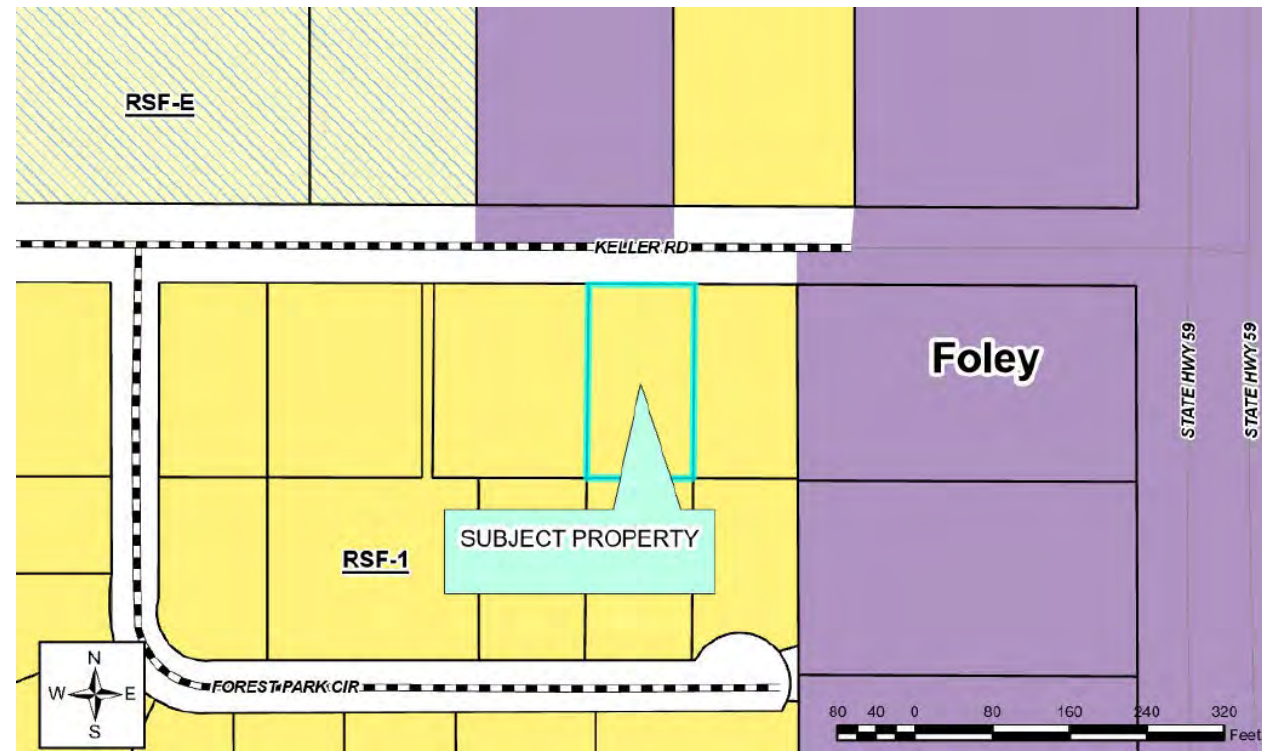 RSF-E
KELLER RD
Foley
STATE HWY 59
STATE HWY 59
SUBJECT PROPERTY
RSF-1
N
W E
S
FOREST PARK CIR
80 40 0 80 160 240 320
Feet